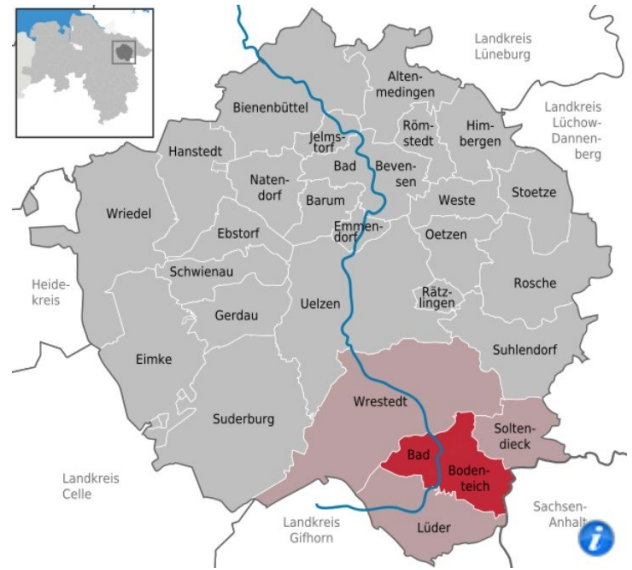 Landkreis
Lüneburg
Landkreis
Lüchow-
Dannen-
berg
Alten-
medingen
Bienenbüttel
Jelms-
torf
Röm-
stedt
Him-
bergen
Hanstedt
Bad
Beven-
sen
Naten-
dorf
Barum
Weste
Stoetze
Wriedel
Emmen-
dorf
Ebstorf
Oetzen
Schwienau
Heide-
kreis
Uelzen
Rätz-
lingen
Rosche
Gerdau
Eimke
Suhlendorf
Suderburg
Wrestedt
Solten-
dieck
Bad
Boden-
teich
Landkreis
Celle
Landkreis
Gifhorn
Lüder
Sachsen-
Anhalt
i